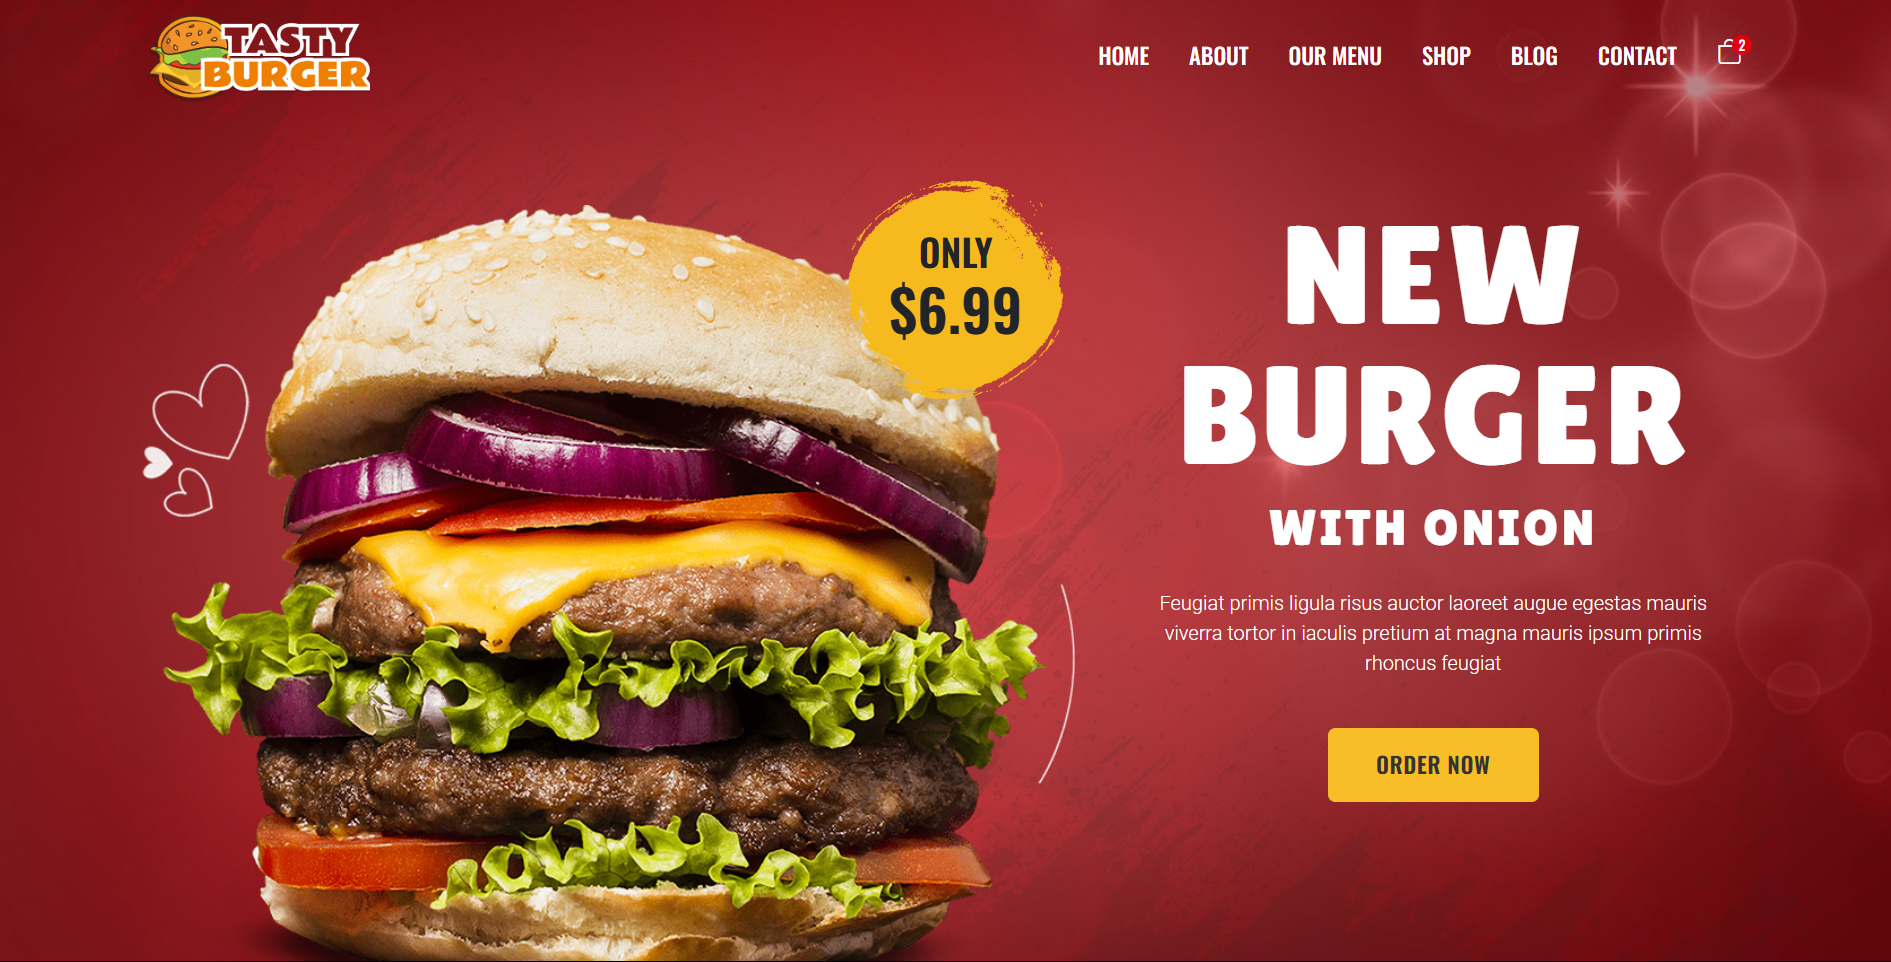 TASTY
BURGER
HOME ABOUT OUR MENU SHOP BLOG CONTACT 2
ONLY
$6.99
NEW
BURGER
WITH ONION
Feugiat primis ligula risus auctor laoreet augue egestas mauris
viverra tortor in iaculis pretium at magna mauris ipsum primis
rhoncus feugiat
ORDER NOW